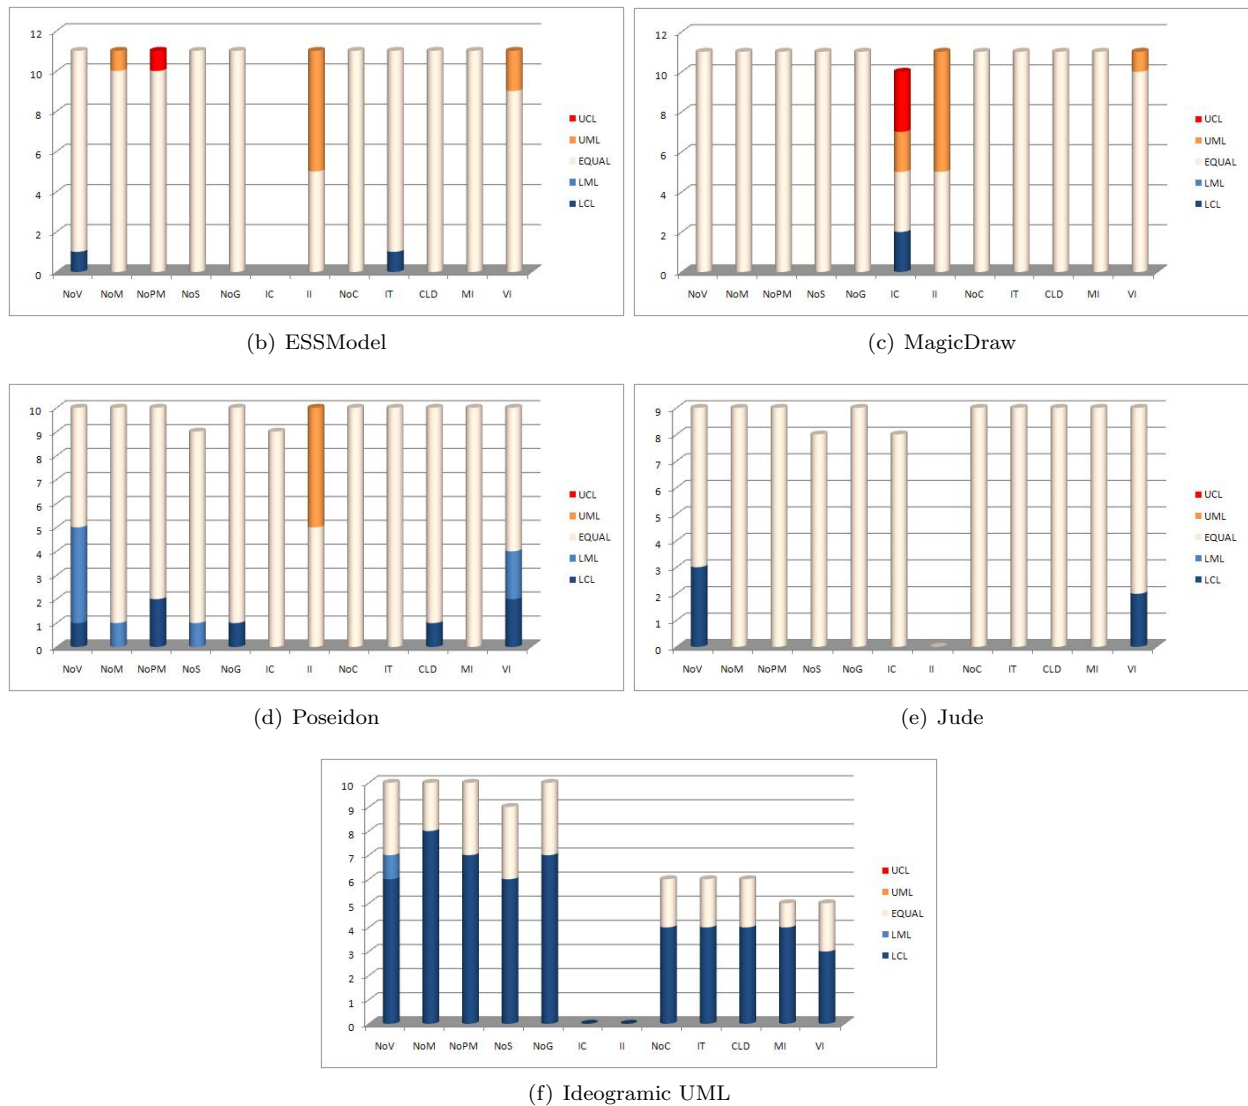 12
10
8
6
4
2
0
NoV NoM NoPM NoS NoG IC II NoC IT CLD MI VI
UCL
UML
EQUAL
LML
LCL
(b) ESSModel
12
10
8
6
4
2
0
NoV NoM NoPM NoS NoG IC II NoC IT CLD MI VI
UCL
UML
EQUAL
LML
LCL
(c) MagicDraw
10
9
8
7
6
5
4
3
2
1
0
NoV NoM NoPM NoS NoG IC II NoC IT CLD MI VI
UCL
UML
EQUAL
LML
LCL
(d) Poseidon
9
8
7
6
5
4
3
2
1
0
NoV NoM NoPM NoS NoG IC II NoC IT CLD MI VI
UCL
UML
EQUAL
LML
LCL
(e) Jude
10
9
8
7
6
5
4
3
2
1
0
NoV NoM NoPM NoS NoG IC II NoC IT CLD MI VI
UCL
UML
EQUAL
LML
LCL
(f) Ideogramic UML